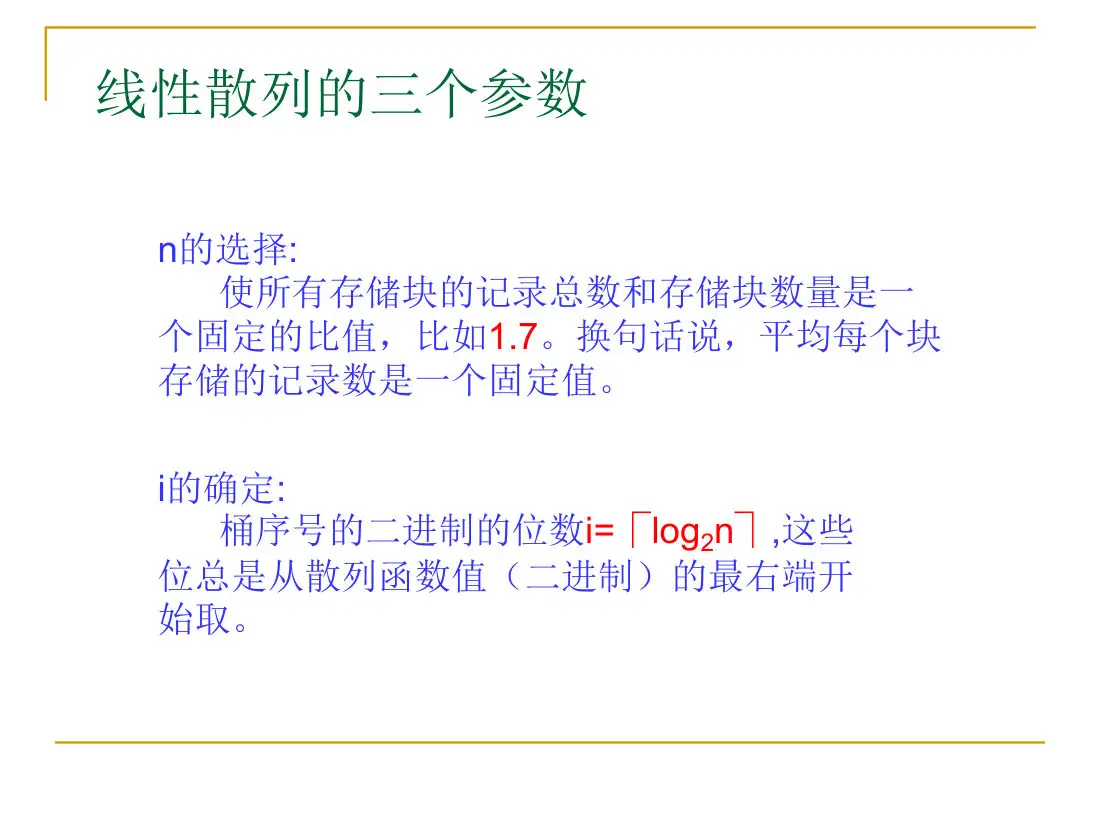 线性散列的三个参数
n的选择:
使所有存储块的记录总数和存储块数量是一
个固定的比值，比如1.7。换句话说，平均每个块
存储的记录数是一个固定值。
i的确定:
桶序号的二进制的位数i=⌈log₂n⌉,这些
位总是从散列函数值（二进制）的最右端开
始取。